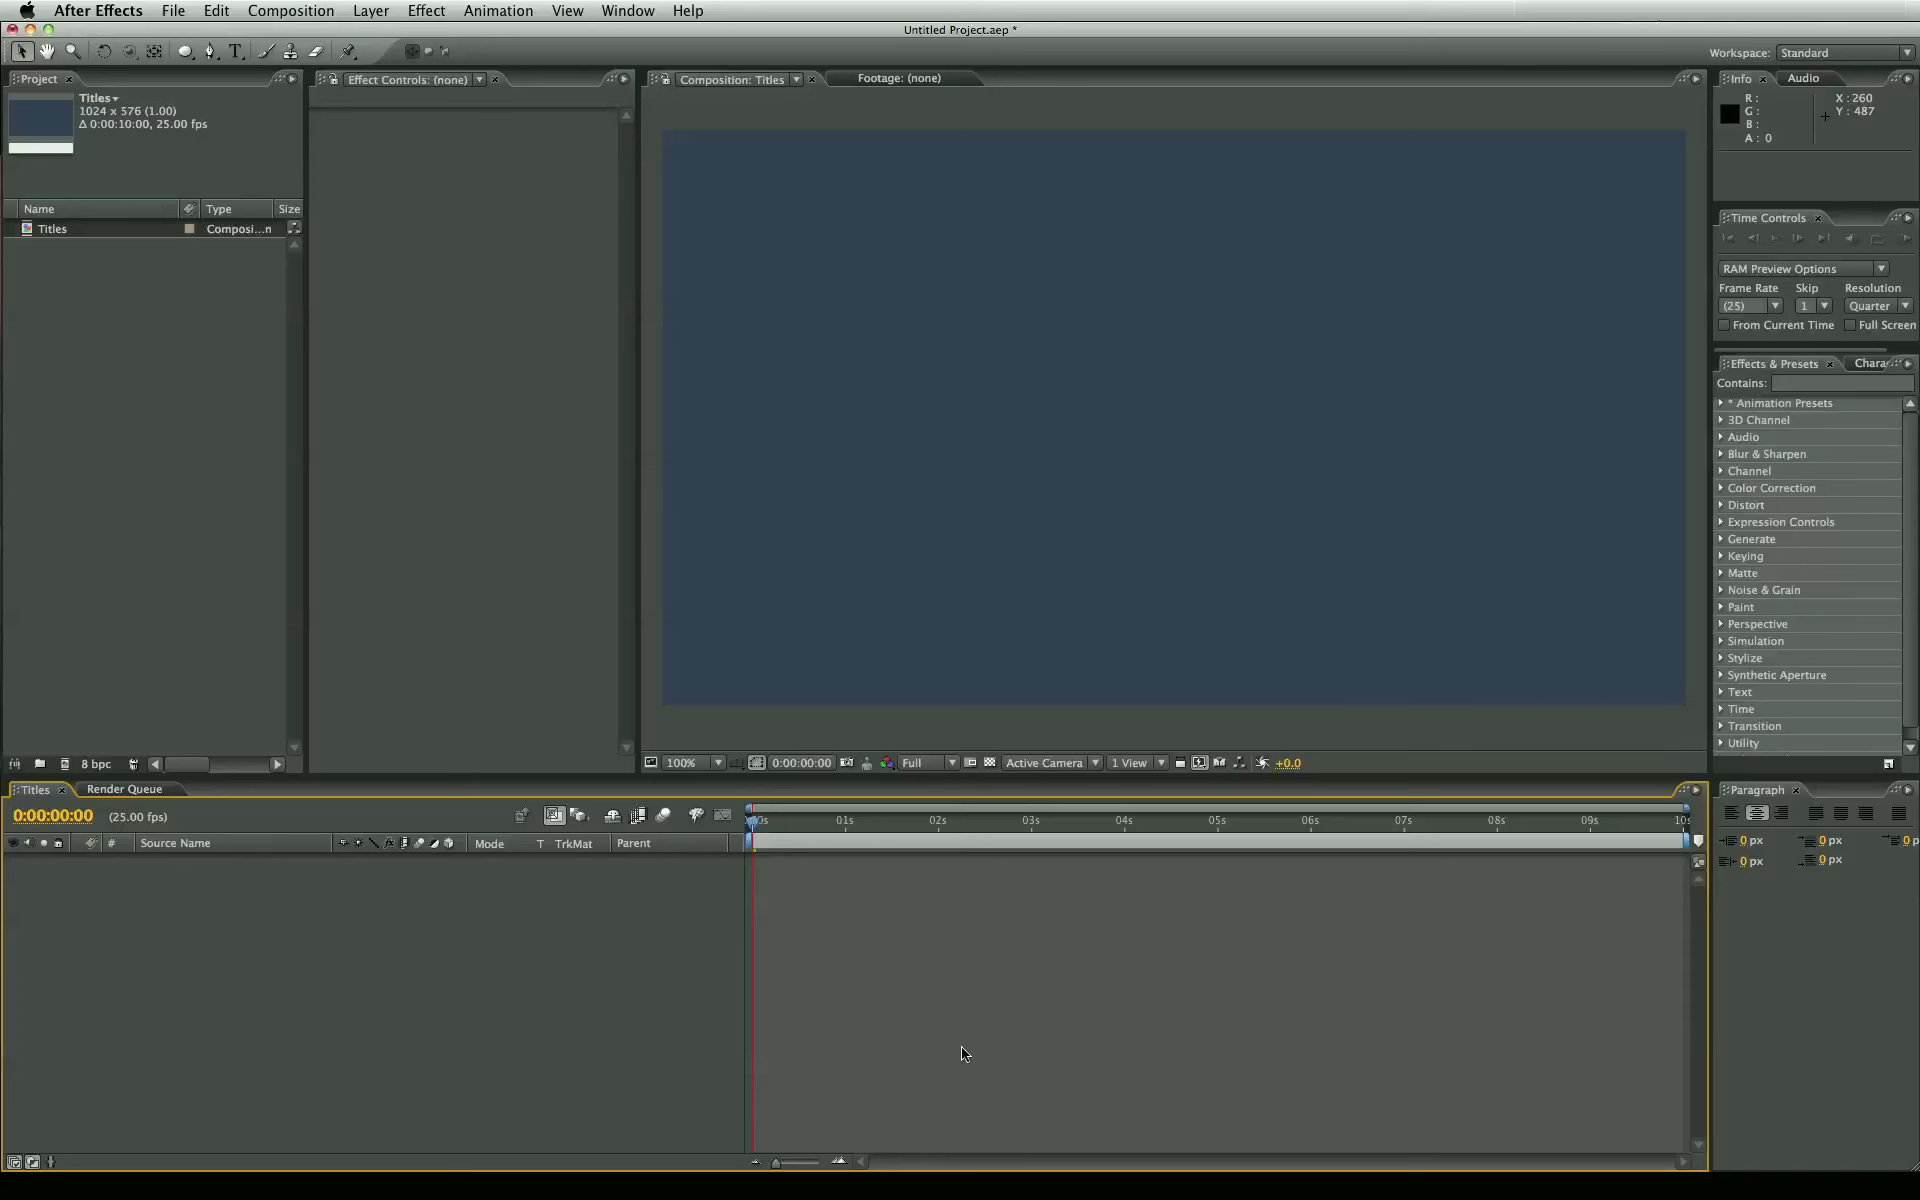 After Effects File Edit Composition Layer Effect Animation View Window Help
Untitled Project.aep *
Workspace: Standard
Project
Effect Controls: (none)
Composition: Titles
Footage: (none)
Info
Audio
Titles
1024 x 576 (1.00)
Δ 0:00:10:00, 25.00 fps
R :
G :
B :
A : 0
X : 260
Y : 487
Name Type Size
Titles Composi...n
Time Controls
RAM Preview Options
Frame Rate Skip Resolution
(25) 1 Quarter
From Current Time Full Screen
Effects & Presets
Contains:
* Animation Presets
3D Channel
Audio
Blur & Sharpen
Channel
Color Correction
Distort
Expression Controls
Generate
Keying
Matte
Noise & Grain
Paint
Perspective
Simulation
Stylize
Synthetic Aperture
Text
Time
Transition
Utility
8 bpc
100% 0:00:00:00 Full Active Camera 1 View +0.0
Titles Render Queue
0:00:00:00 (25.00 fps)
01s 02s 03s 04s 05s 06s 07s 08s 09s
# Source Name Mode T TrkMat Parent
Paragraph
0 px 0 px
0 px 0 px